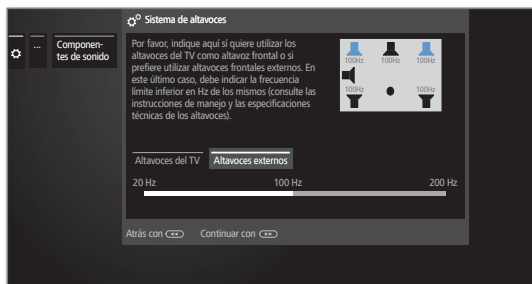 Sistema de altavoces
...
Componen-
tes de sonido
Por favor, indique aquí si quiere utilizar los
altavoces del TV como altavoz frontal o si
prefiere utilizar altavoces frontales externos. En
este último caso, debe indicar la frecuencia
límite inferior en Hz de los mismos (consulte las
instrucciones de manejo y las especificaciones
técnicas de los altavoces).
100Hz 100Hz 100Hz
100Hz 100Hz
Altavoces del TV Altavoces externos
20 Hz 100 Hz 200 Hz
Atrás con Continuar con